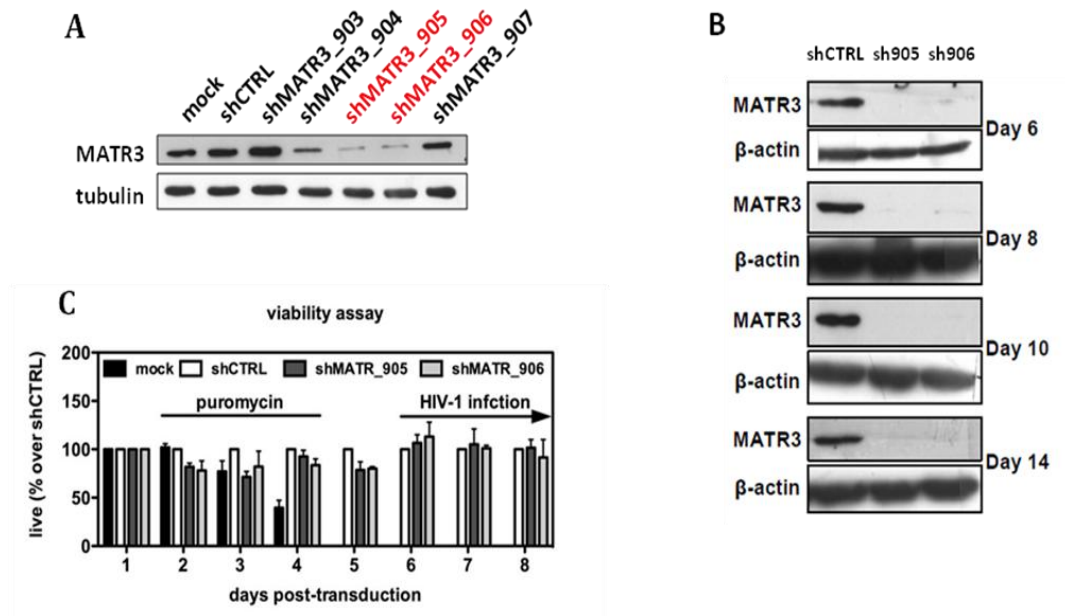 A
mock
shCTRL
shMATR3_903
shMATR3_904
shMATR3_905
shMATR3_906
shMATR3_907
MATR3
tubulin
B
shCTRL sh905 sh906
MATR3
β-actin
Day 6
MATR3
β-actin
Day 8
MATR3
β-actin
Day 10
MATR3
β-actin
Day 14
C
viability assay
live (% over shCTRL)
200
150
100
50
0
mock shCTRL shMATR_905 shMATR_906
puromycin HIV-1 infction
1 2 3 4 5 6 7 8
days post-transduction